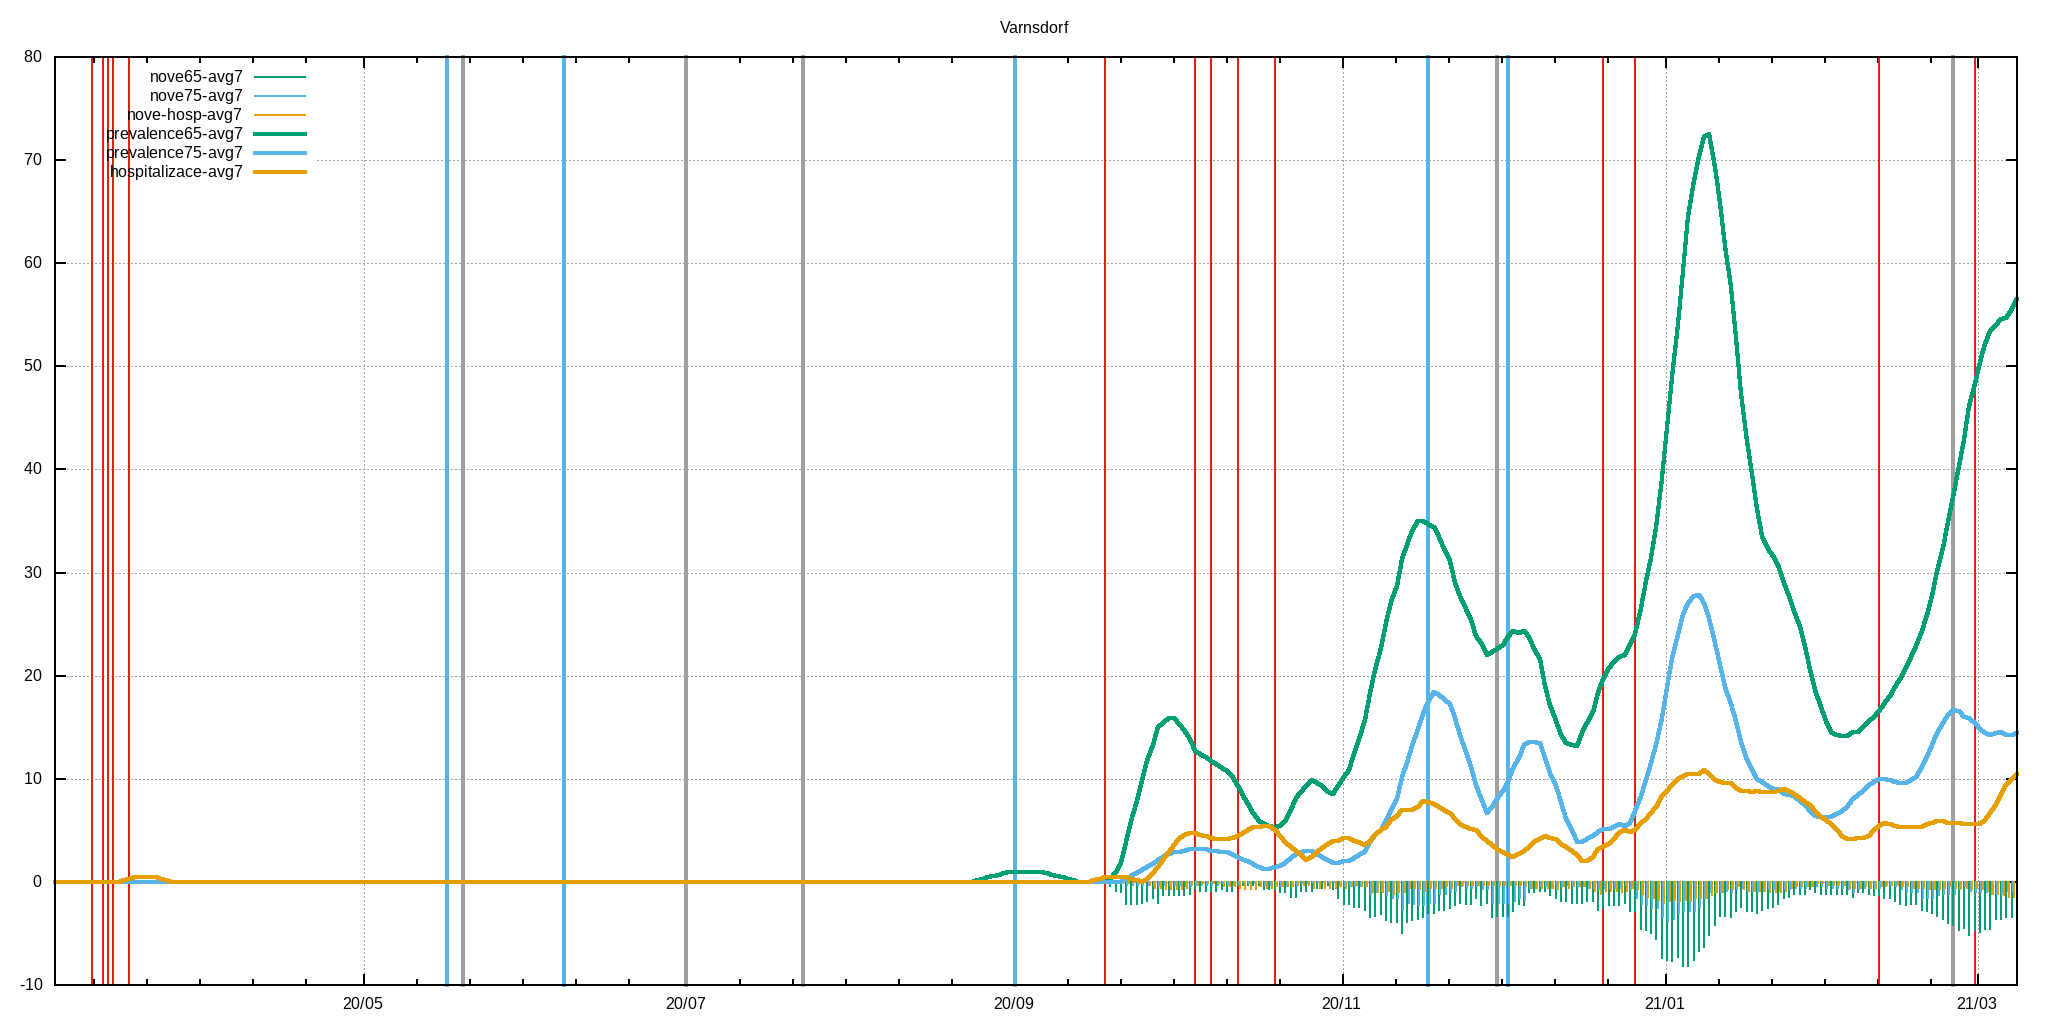 Varnsdorf
80
70
60
50
40
30
20
10
0
-10
nove65-avg7
nove75-avg7
nove-hosp-avg7
prevalence65-avg7
prevalence75-avg7
hospitalizace-avg7
20/05 20/07 20/09 20/11 21/01 21/03